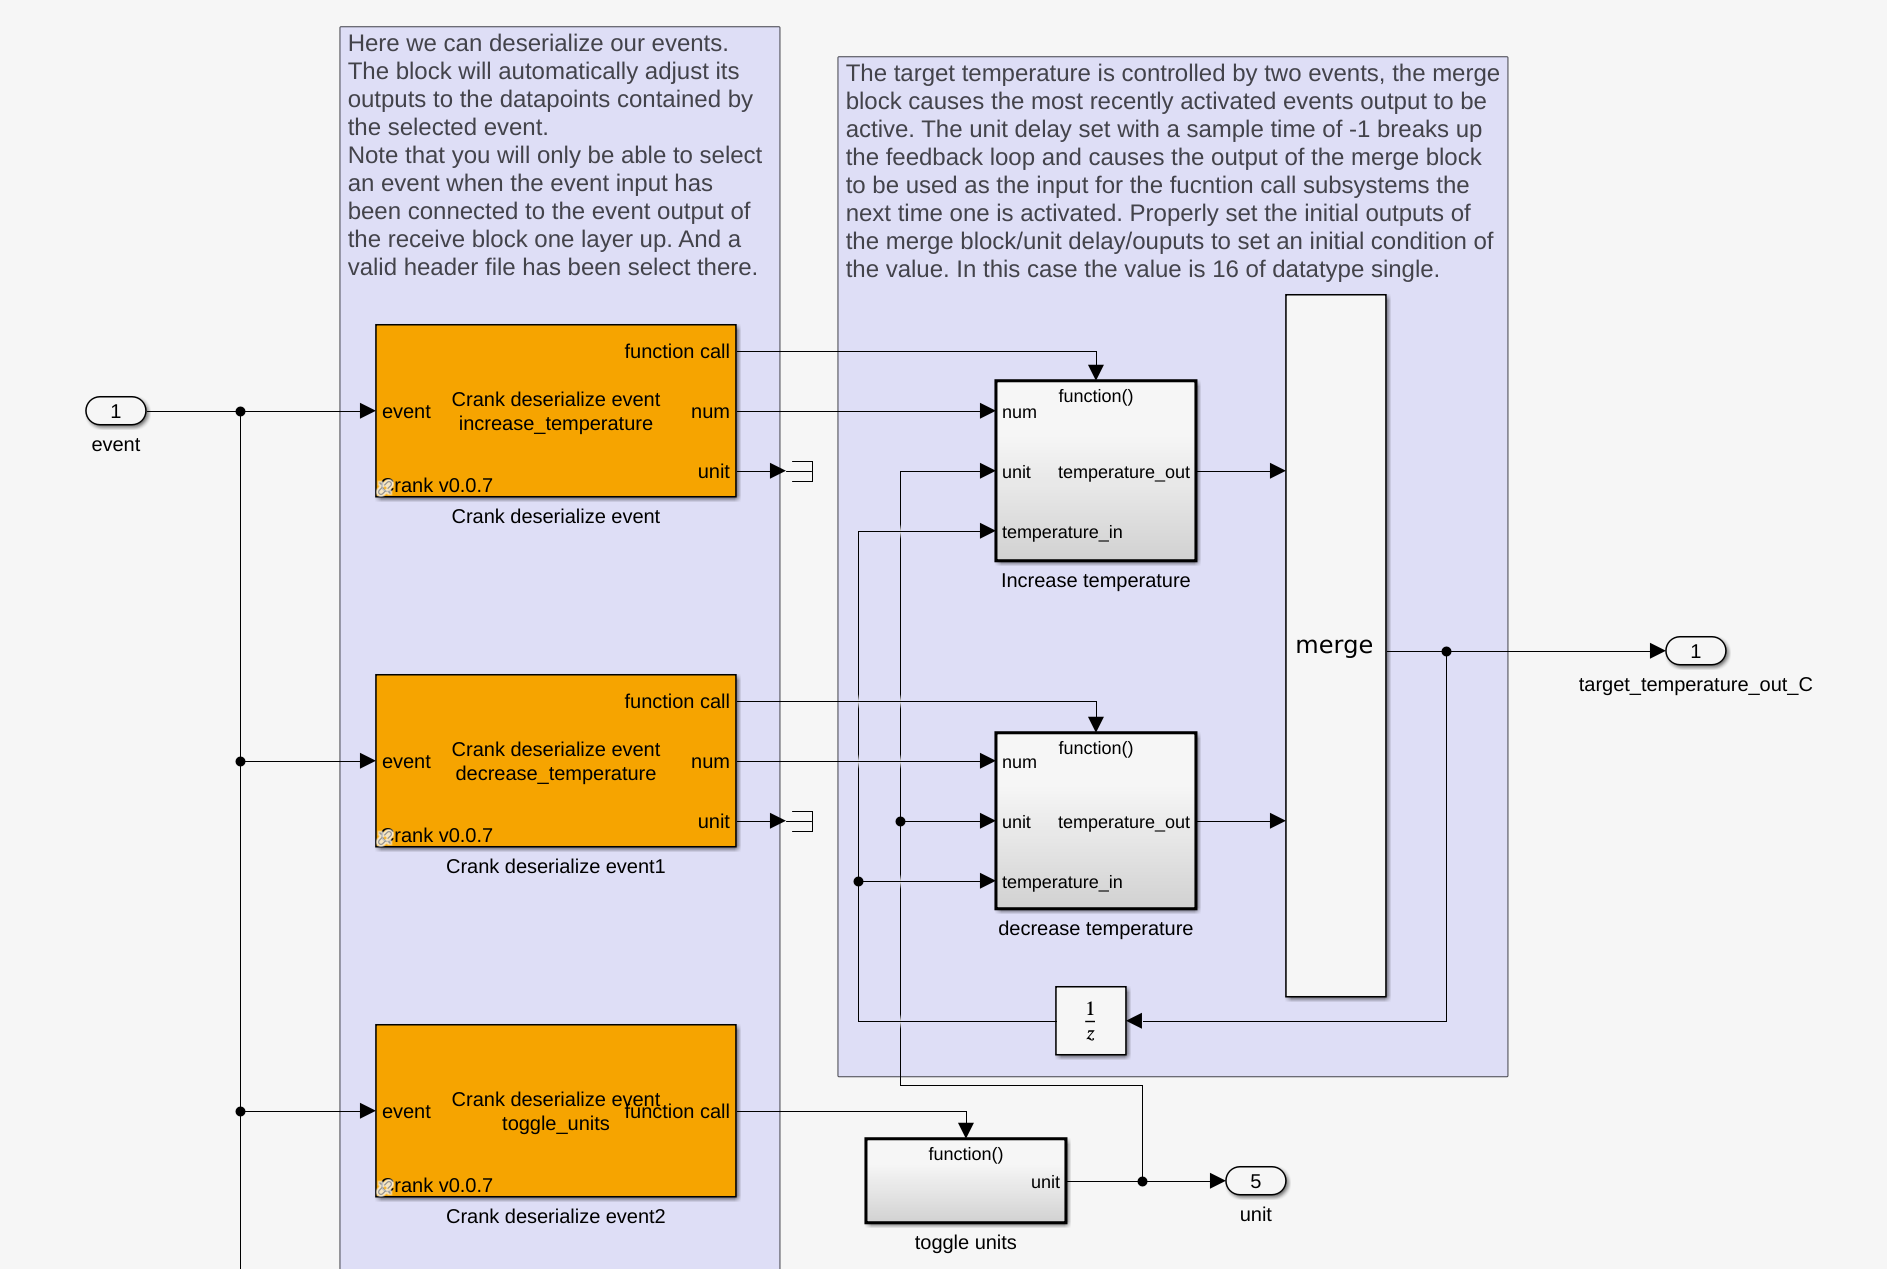 Here we can deserialize our events.
The block will automatically adjust its
outputs to the datapoints contained by
the selected event.
Note that you will only be able to select
an event when the event input has
been connected to the event output of
the receive block one layer up. And a
valid header file has been select there.
The target temperature is controlled by two events, the merge
block causes the most recently activated events output to be
active. The unit delay set with a sample time of -1 breaks up
the feedback loop and causes the output of the merge block
to be used as the input for the fucntion call subsystems the
next time one is activated. Properly set the initial outputs of
the merge block/unit delay/ouputs to set an initial condition of
the value. In this case the value is 16 of datatype single.
1
event
function call
event
Crank deserialize event
increase_temperature
num
unit
Crank v0.0.7
Crank deserialize event
function()
num
unit
temperature_out
temperature_in
Increase temperature
merge
1
target_temperature_out_C
function call
event
Crank deserialize event
decrease_temperature
num
unit
Crank v0.0.7
Crank deserialize event1
function()
num
unit
temperature_out
temperature_in
decrease temperature
1
z
event
Crank deserialize event
toggle_units
function call
Crank v0.0.7
Crank deserialize event2
function()
unit
toggle units
5
unit